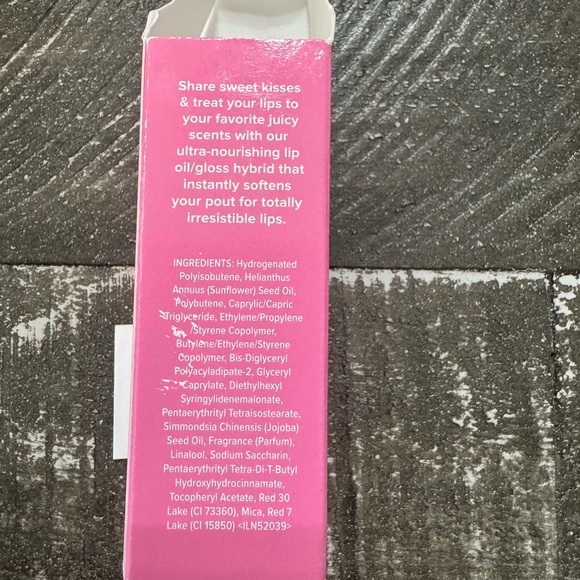 Share sweet kisses
& treat your lips to
your favorite juicy
scents with our
ultra-nourishing lip
oil/gloss hybrid that
instantly softens
your pout for totally
irresistible lips.
INGREDIENTS: Hydrogenated
Polyisobutene, Helianthus
Annuus (Sunflower) Seed Oil,
Polybutene, Caprylic/Capric
Triglyceride, Ethylene/Propylene
/Styrene Copolymer,
Butylene/Ethylene/Styrene
Copolymer, Bis-Diglyceryl
Polyacyladipate-2, Glyceryl
Caprylate, Diethylhexyl
Syringylidenemalonate,
Pentaerythrityl Tetraisostearate,
Simmondsia Chinensis (Jojoba)
Seed Oil, Fragrance (Parfum),
Linalool, Sodium Saccharin,
Pentaerythrityl Tetra-Di-T-Butyl
Hydroxyhydrocinnamate,
Tocopheryl Acetate, Red 30
Lake (CI 73360), Mica, Red 7
Lake (CI 15850) <ILN52039>